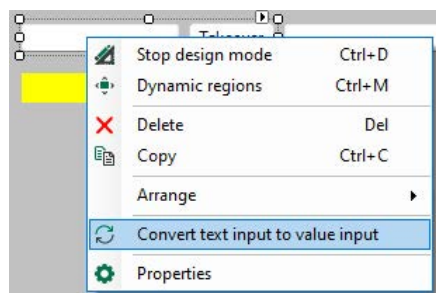 Takeover
Stop design mode Ctrl+D
Dynamic regions Ctrl+M
Delete Del
Copy Ctrl+C
Arrange
Convert text input to value input
Properties